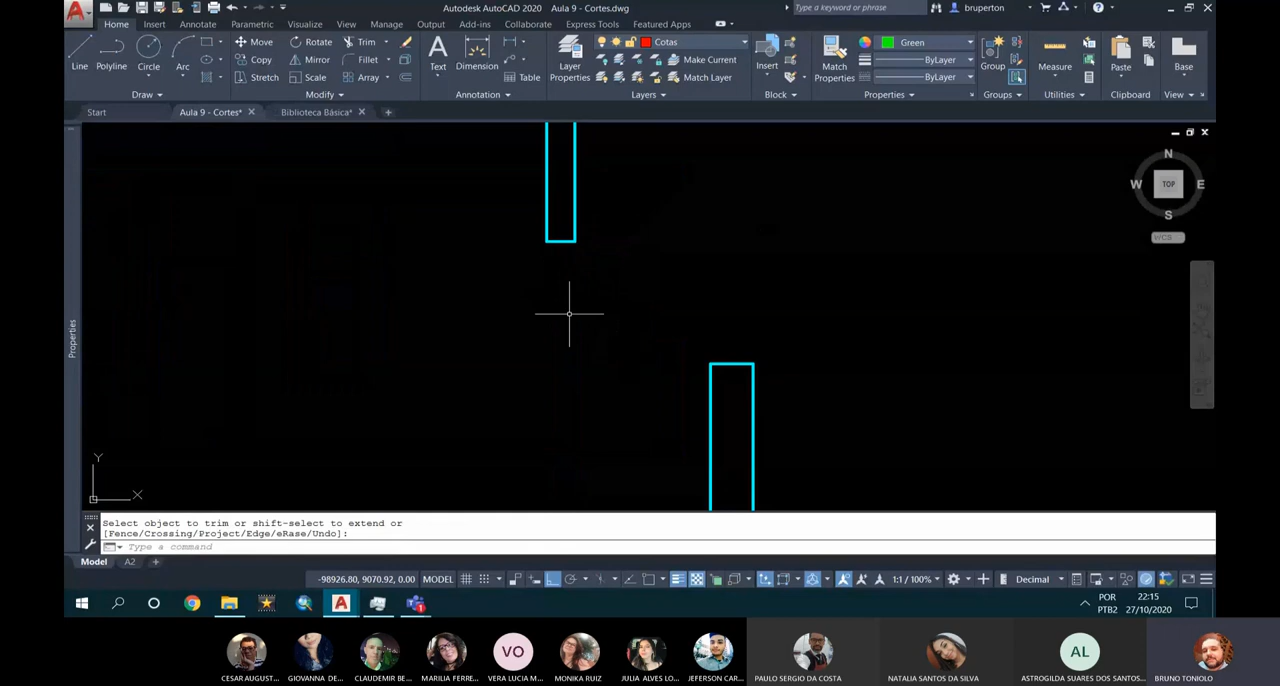 Autodesk AutoCAD 2020 Aula 9 - Cortes.dwg
Type a keyword or phrase
bruperton
Home Insert Annotate Parametric View Manage Output Add-ins Collaborate Express Tools Featured Apps
Line Polyline Circle Arc
Move Rotate Trim
Copy Mirror Fillet
Stretch Scale Array
Text Dimension
Table
Layer Properties
Cotas
Make Current
Match Layer
Insert
Match Properties
Green
ByLayer
ByLayer
Group
Measure
Paste
Base
Draw Modify Annotation Layers Block Properties Groups Utilities Clipboard View
Start Aula 9 - Cortes* Biblioteca Básica*
N
W TOP E
S
WCS
Properties
Y
X
Select object to trim or shift-select to extend or
[Fence/Crossing/Project/Edge/eRase/Undo]:
Type a command
Model A2
-98926.80, 9070.92, 0.00 MODEL 1:1 / 100% Decimal
POR
PTB2
22:15
27/10/2020
VO
AL
CESAR AUGUST...
GIOVANNA DE...
CLAUDEMIR BE...
MARILIA FERRE...
VERA LUCIA M...
MONIKA RUIZ
JULIA ALVES LO...
JEFERSON CAR...
PAULO SERGIO DA COSTA
NATALIA SANTOS DA SILVA
ASTROGILDA SUARES DOS SANTOS...
BRUNO TONIOLO